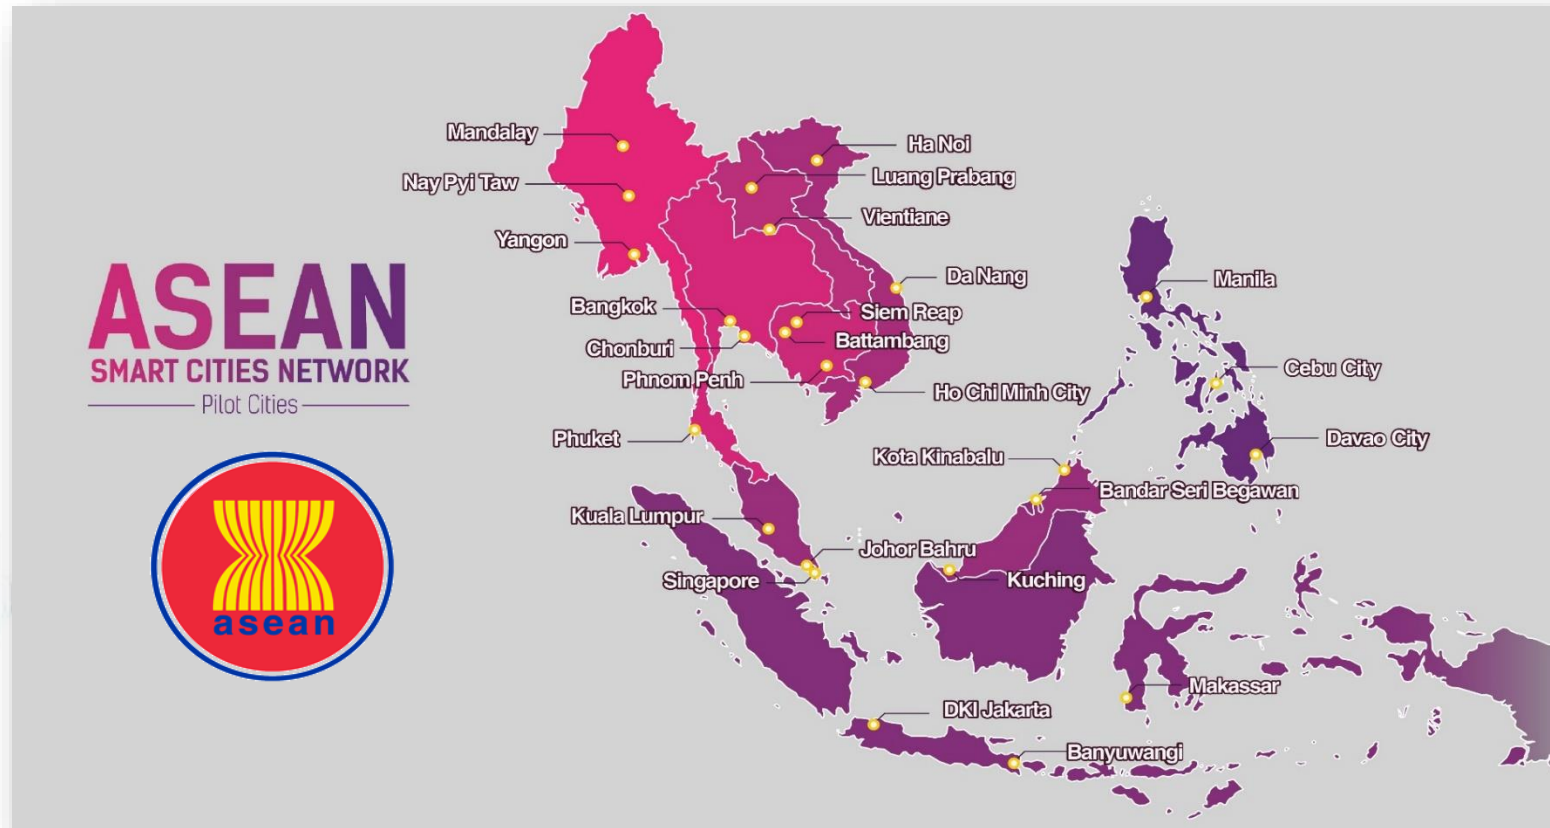 ASEAN
SMART CITIES NETWORK
Pilot Cities
asean
Mandalay
Nay Pyi Taw
Yangon
Bangkok
Chonburi
Phnom Penh
Phuket
Kuala Lumpur
Singapore
Ha Noi
Luang Prabang
Vientiane
Da Nang
Siem Reap
Battambang
Ho Chi Minh City
Kota Kinabalu
Bandar Seri Begawan
Johor Bahru
Kuching
Manila
Cebu City
Davao City
Makassar
DKI Jakarta
Banyuwangi